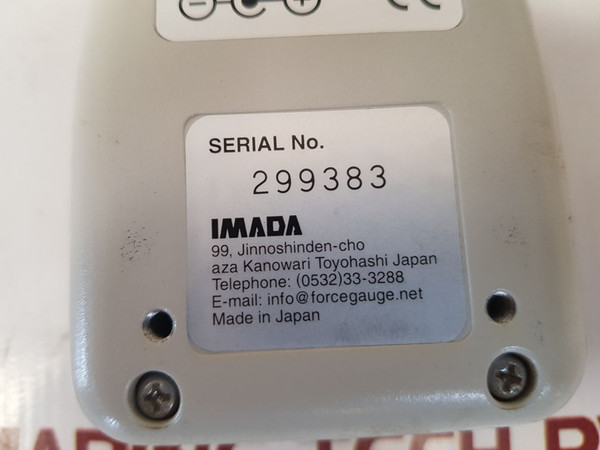 SERIAL No.
299383
IMADA
99, Jinnoshinden-cho
aza Kanowari Toyohashi Japan
Telephone: (0532)33-3288
E-mail: info@forcegauge.net
Made in Japan